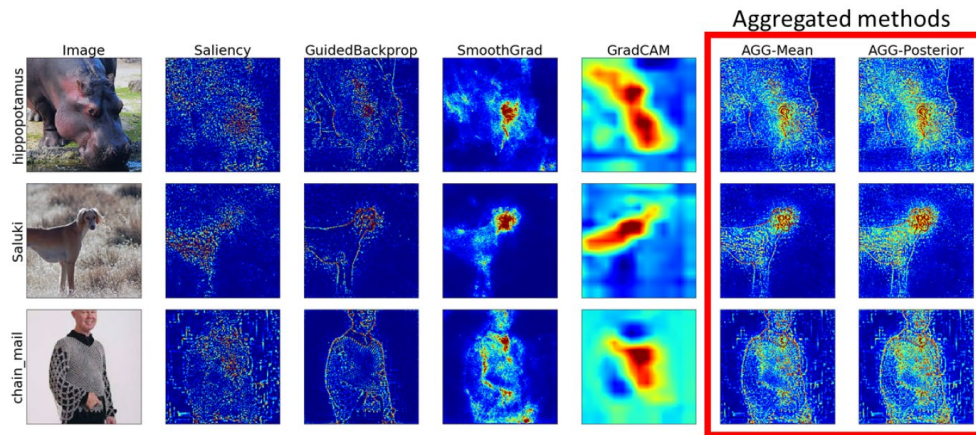 Aggregated methods
Image Saliency GuidedBackprop SmoothGrad GradCAM AGG-Mean AGG-Posterior
hippopotamus
Saluki
chain_mail